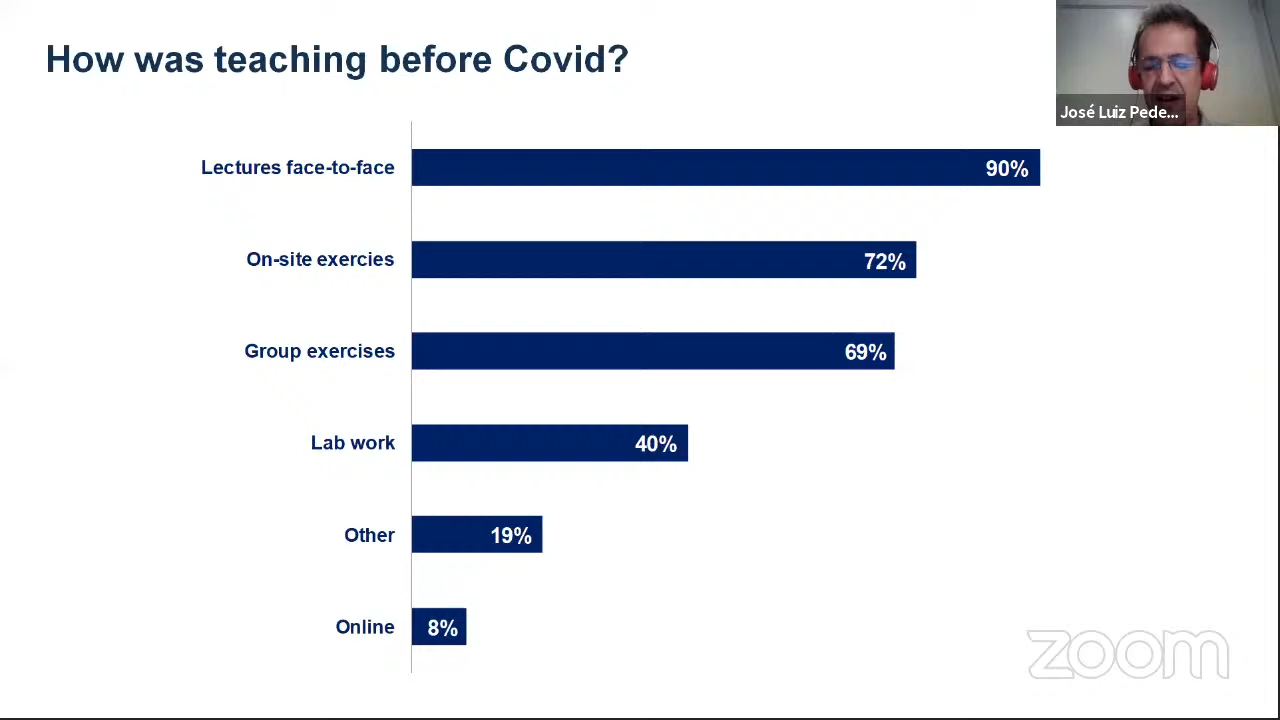 How was teaching before Covid?
José Luiz Pede...
Lectures face-to-face
90%
On-site exercies
72%
Group exercises
69%
Lab work
40%
Other
19%
Online
8%
zoom